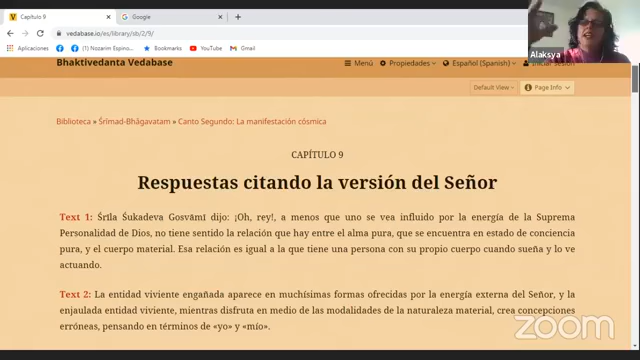 Capítulo 9
Google
vedabase.io/es/library/sb/2/9/
Aplicaciones
Nozarin Espino...
Bookmarks
YouTube
Gmail
Alaksya
Bhaktivedanta Vedabase
Menú
Propiedades
Español (Spanish)
Iniciar sesión
Default View
Page Info
Biblioteca » Śrīmad-Bhāgavatam » Canto Segundo: La manifestación cósmica
CAPÍTULO 9
Respuestas citando la versión del Señor
Text 1: Śrīla Śukadeva Gosvāmī dijo: ¡Oh, rey!, a menos que uno se vea influido por la energía de la Suprema
Personalidad de Dios, no tiene sentido la relación que hay entre el alma pura, que se encuentra en estado de conciencia
pura, y el cuerpo material. Esa relación es igual a la que tiene una persona con su propio cuerpo cuando sueña y lo ve
actuando.
Text 2: La entidad viviente engañada aparece en muchísimas formas ofrecidas por la energía externa del Señor, y la
enjaulada entidad viviente, mientras disfruta en medio de las modalidades de la naturaleza material, crea concepciones
erróneas, pensando en términos de «yo» y «mío».
zoom